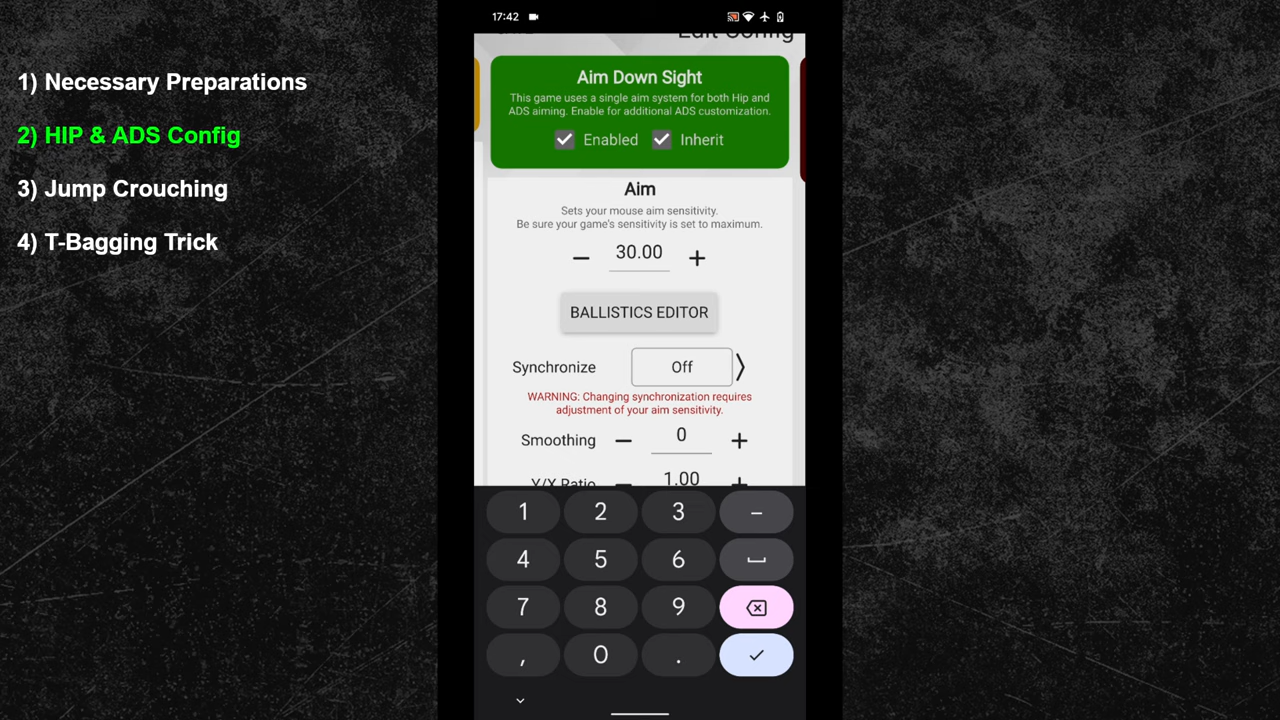 1) Necessary Preparations
2) HIP & ADS Config
3) Jump Crouching
4) T-Bagging Trick
17:42
Edit Config
Aim Down Sight
This game uses a single aim system for both Hip and
ADS aiming. Enable for additional ADS customization.
Enabled Inherit
Aim
Sets your mouse aim sensitivity.
Be sure your game's sensitivity is set to maximum.
− 30.00 +
BALLISTICS EDITOR
Synchronize Off
WARNING: Changing synchronization requires
adjustment of your aim sensitivity.
Smoothing − 0 +
Y/X Ratio − 1.00 +
1 2 3 –
4 5 6
7 8 9
, 0 .